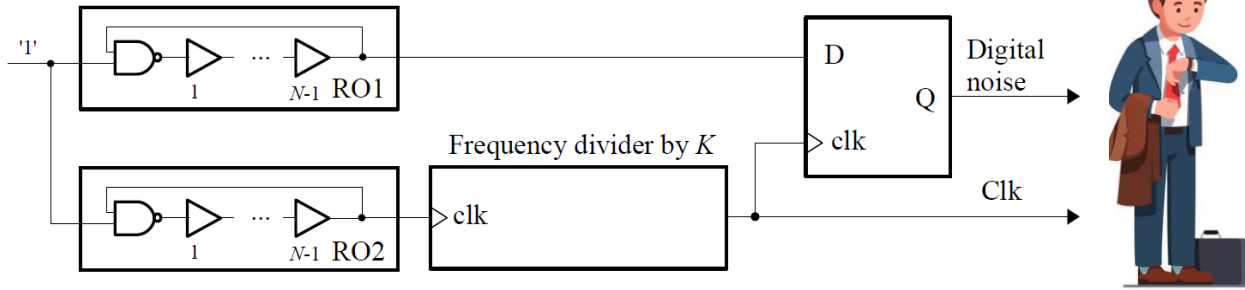 '1'
1
...
N-1
RO1
D
Q
clk
Digital
noise
Frequency divider by K
clk
Clk
1
...
N-1
RO2